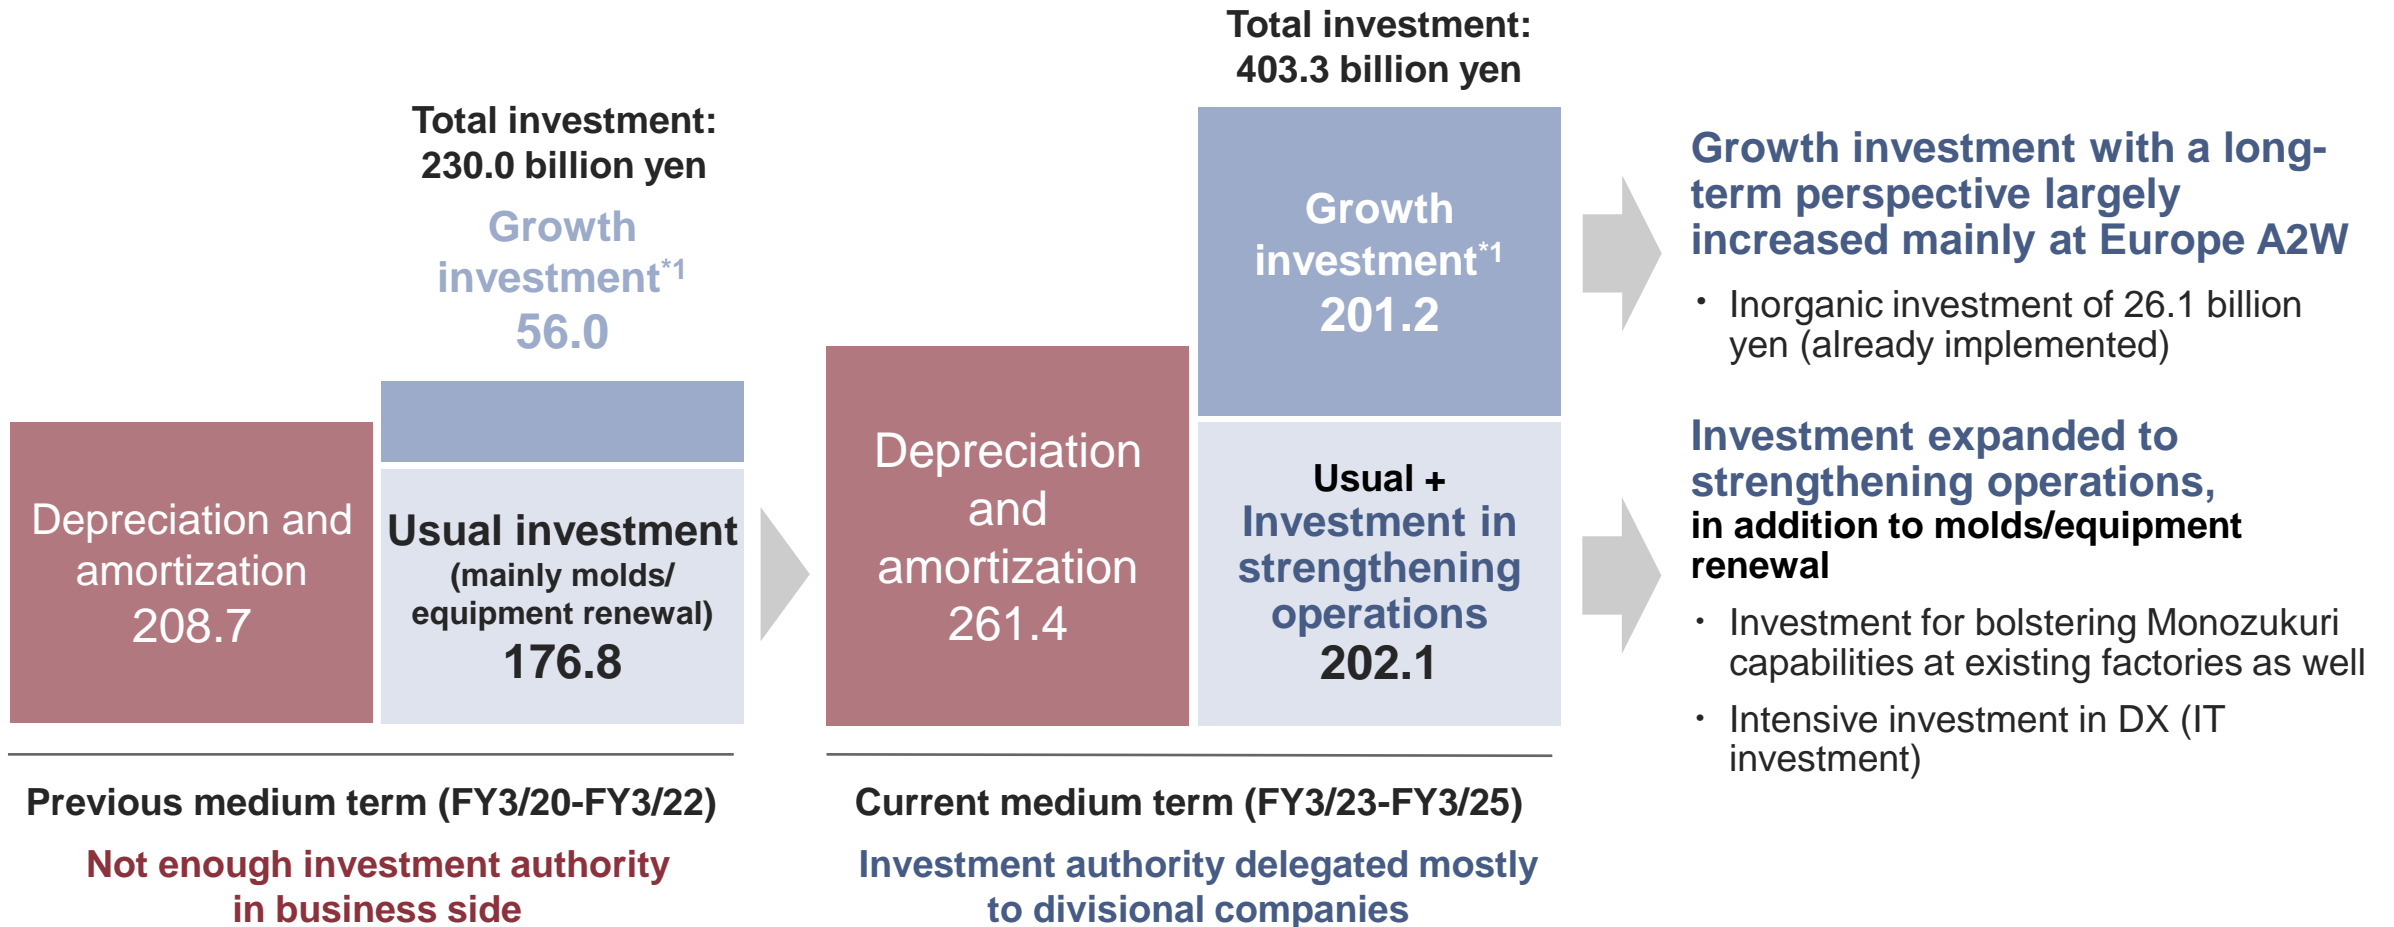 Total investment:
230.0 billion yen
Growth
investment*1
56.0
Depreciation and
amortization
208.7
Usual investment
(mainly molds/
equipment renewal)
176.8
Previous medium term (FY3/20-FY3/22)
Not enough investment authority
in business side
Total investment:
403.3 billion yen
Growth
investment*1
201.2
Depreciation
and
amortization
261.4
Usual +
Investment in
strengthening
operations
202.1
Current medium term (FY3/23-FY3/25)
Investment authority delegated mostly
to divisional companies
Growth investment with a long-
term perspective largely
increased mainly at Europe A2W
・ Inorganic investment of 26.1 billion
yen (already implemented)
Investment expanded to
strengthening operations,
in addition to molds/equipment
renewal
・ Investment for bolstering Monozukuri
capabilities at existing factories as well
・ Intensive investment in DX (IT
investment)